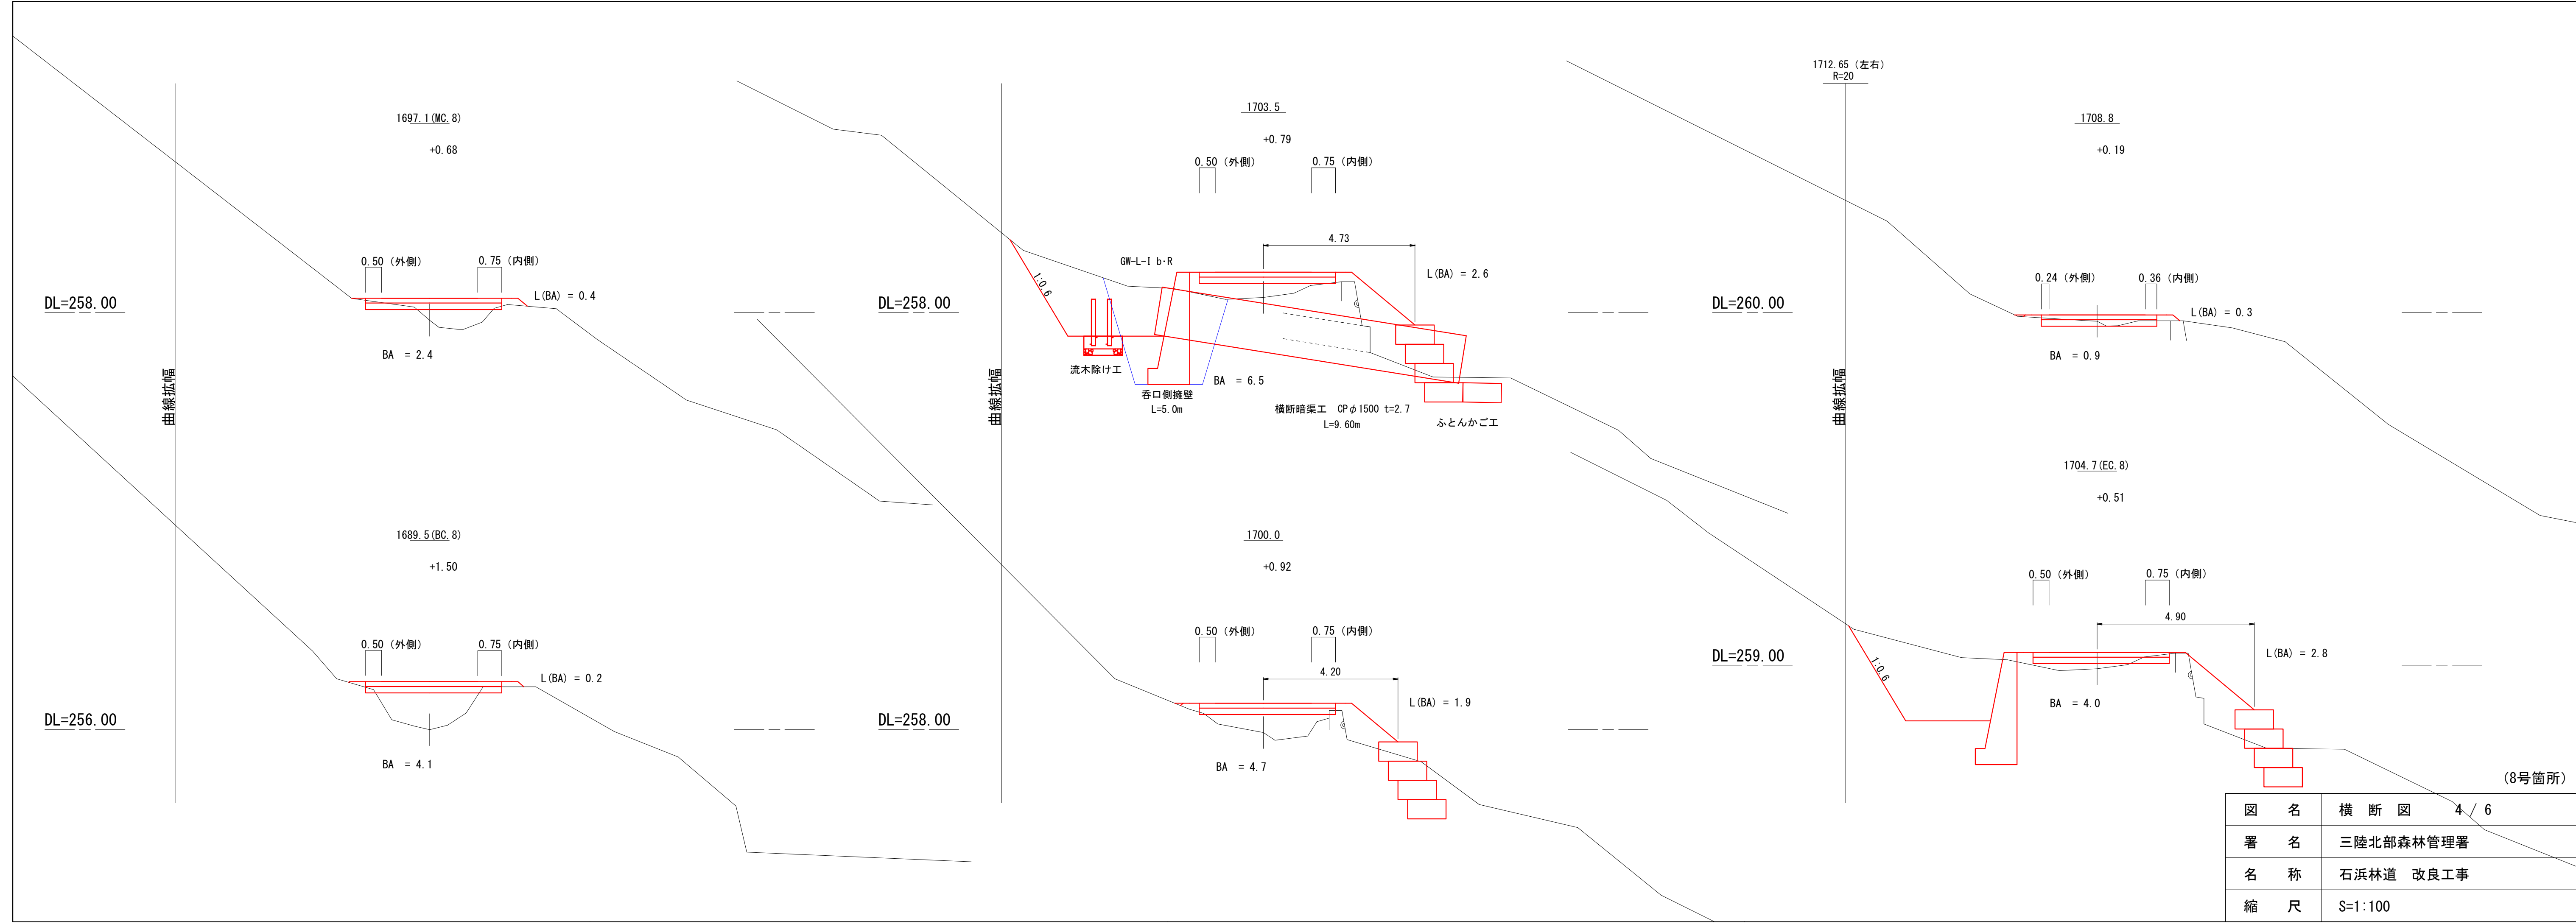 1697.1(MC.8)
+0.68
0.50 (外側)
0.75 (内側)
L(BA) = 0.4
DL=258.00
BA = 2.4
曲線拡幅
1689.5(BC.8)
+1.50
0.50 (外側)
0.75 (内側)
L(BA) = 0.2
DL=256.00
BA = 4.1
1703.5
+0.79
0.50 (外側)
0.75 (内側)
4.73
GW-L-I b・R
L(BA) = 2.6
1:0.6
DL=258.00
流木除け工
BA = 6.5
呑口側擁壁
L=5.0m
横断暗渠工 CPφ1500 t=2.7
L=9.60m
ふとんかご工
曲線拡幅
1700.0
+0.92
0.50 (外側)
0.75 (内側)
4.20
L(BA) = 1.9
DL=258.00
BA = 4.7
1712.65 (左右)
R=20
1708.8
+0.19
0.24 (外側)
0.36 (内側)
L(BA) = 0.3
DL=260.00
BA = 0.9
曲線拡幅
1704.7(EC.8)
+0.51
0.50 (外側)
0.75 (内側)
4.90
L(BA) = 2.8
DL=259.00
1:0.6
BA = 4.0
(8号箇所)
図 名 横 断 図 4 / 6
署 名 三陸北部森林管理署
名 称 石浜林道 改良工事
縮 尺 S=1:100